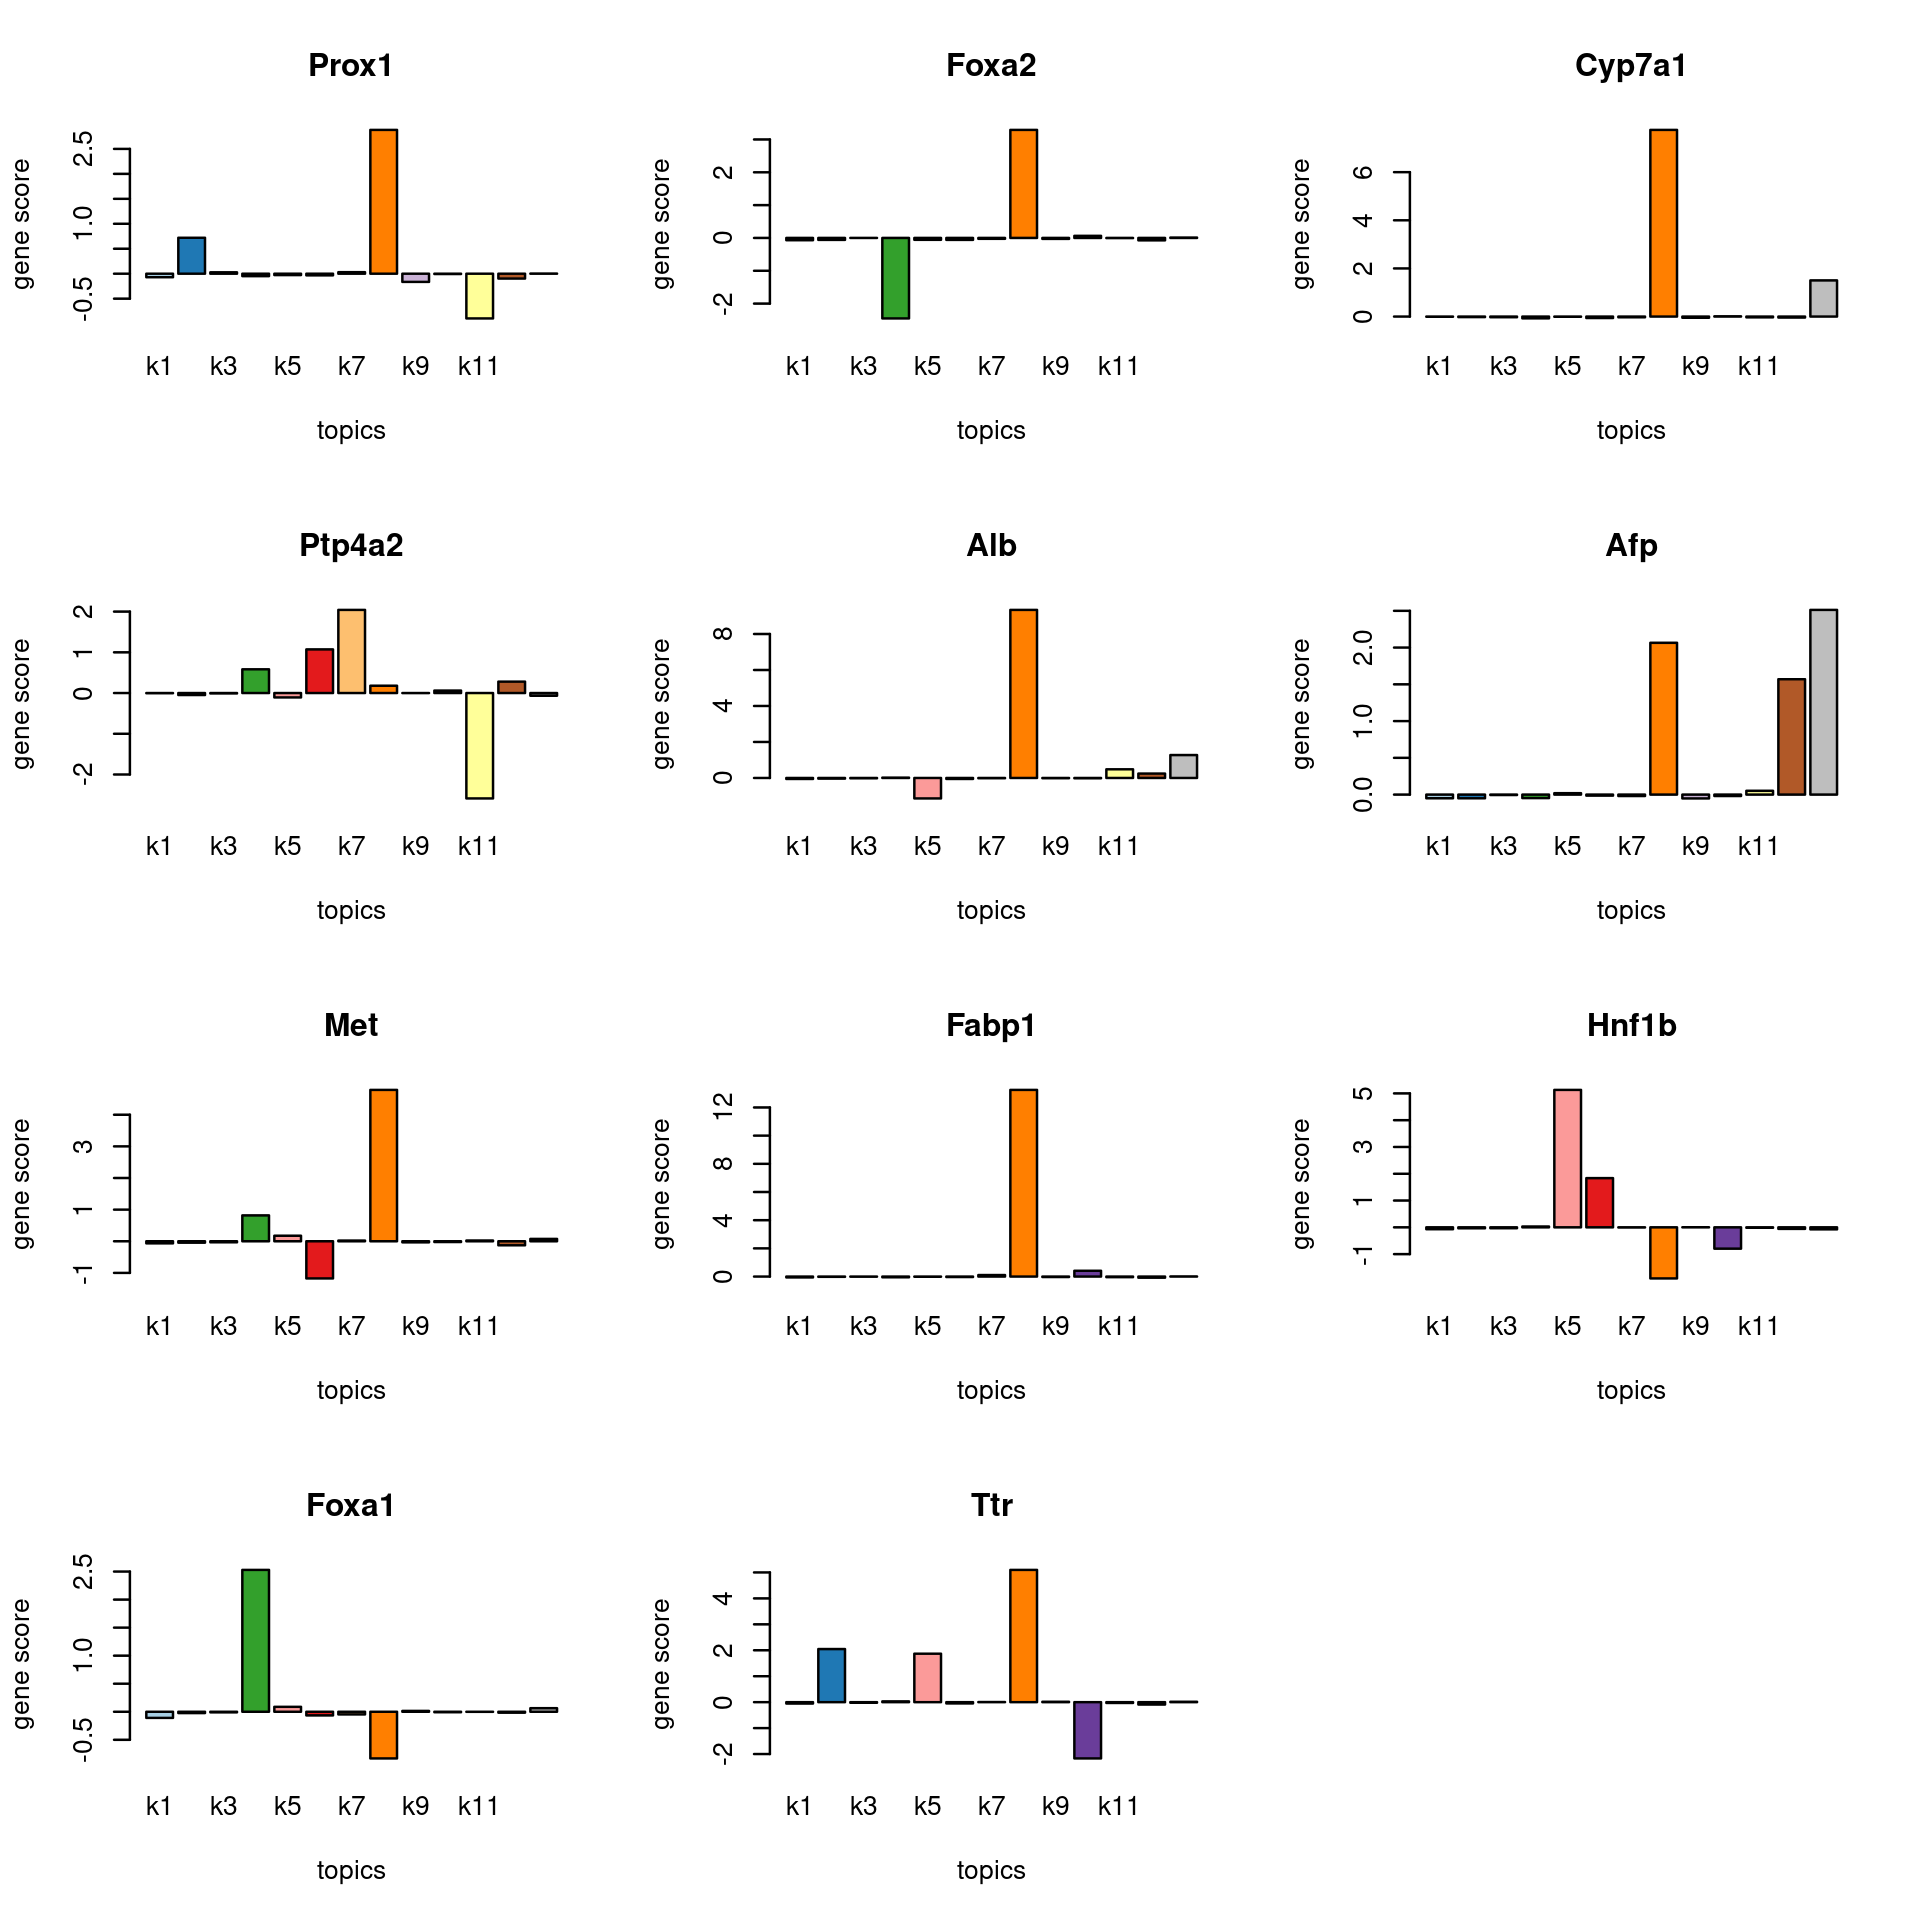 Prox1
gene score
2.5
1.0
-0.5
k1 k3 k5 k7 k9 k11
topics
Foxa2
gene score
2
0
-2
k1 k3 k5 k7 k9 k11
topics
Cyp7a1
gene score
6
4
2
0
k1 k3 k5 k7 k9 k11
topics
Ptp4a2
gene score
2
1
0
-2
k1 k3 k5 k7 k9 k11
topics
Alb
gene score
8
4
0
k1 k3 k5 k7 k9 k11
topics
Afp
gene score
2.0
1.0
0.0
k1 k3 k5 k7 k9 k11
topics
Met
gene score
3
1
-1
k1 k3 k5 k7 k9 k11
topics
Fabp1
gene score
12
8
4
0
k1 k3 k5 k7 k9 k11
topics
Hnf1b
gene score
5
3
1
-1
k1 k3 k5 k7 k9 k11
topics
Foxa1
gene score
2.5
1.0
-0.5
k1 k3 k5 k7 k9 k11
topics
Ttr
gene score
4
2
0
-2
k1 k3 k5 k7 k9 k11
topics